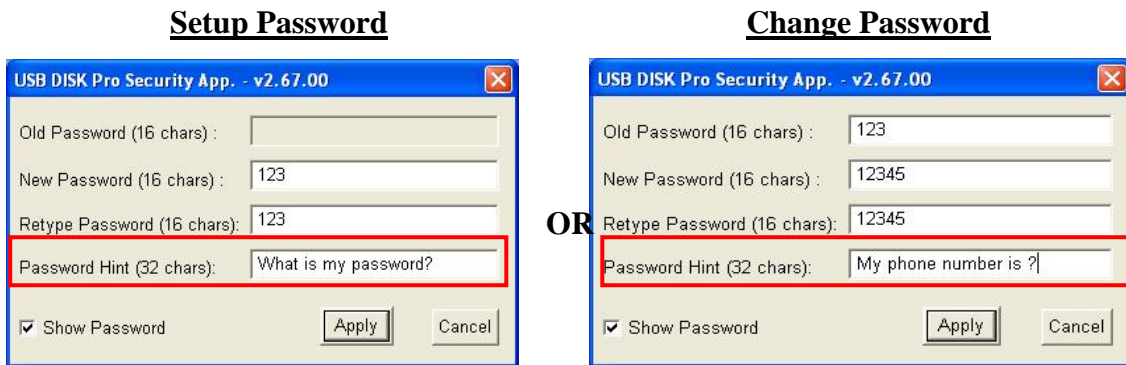 Setup Password
USB DISK Pro Security App. - v2.67.00
Old Password (16 chars) :
New Password (16 chars) : 123
Retype Password (16 chars): 123
Password Hint (32 chars): What is my password?
Show Password Apply Cancel
OR
Change Password
USB DISK Pro Security App. - v2.67.00
Old Password (16 chars) : 123
New Password (16 chars) : 12345
Retype Password (16 chars): 12345
Password Hint (32 chars): My phone number is ?
Show Password Apply Cancel